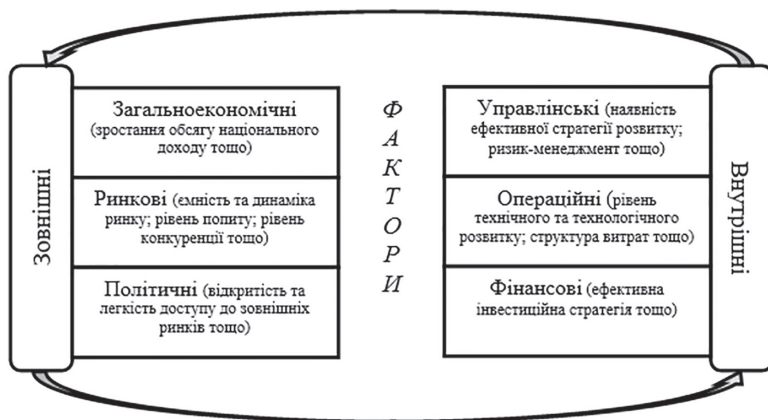 Зовнішні
Загальноекономічні
(зростання обсягу національного
доходу тощо)
Ринкові (ємність та динаміка
ринку; рівень попиту; рівень
конкуренції тощо)
Політичні (відкритість та
легкість доступу до зовнішніх
ринків тощо)
Ф
А
К
Т
О
Р
И
Управлінські (наявність
ефективної стратегії розвитку;
ризик-менеджмент тощо)
Операційні (рівень
технічного та технологічного
розвитку; структура витрат тощо)
Фінансові (ефективна
інвестиційна стратегія тощо)
Внутрішні